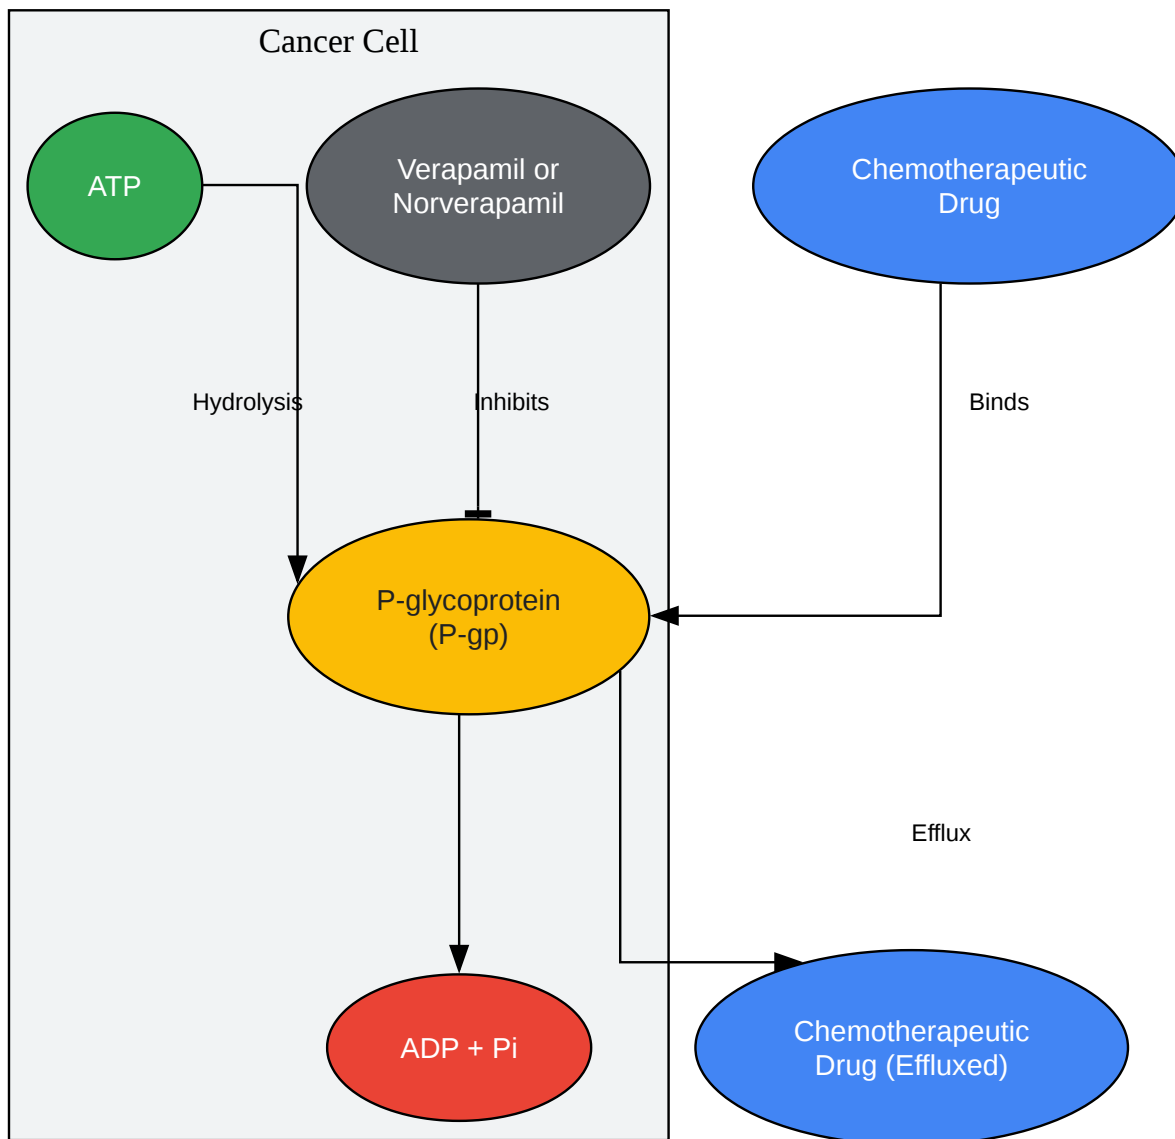 Cancer Cell
ATP
Verapamil or
Norverapamil
Chemotherapeutic
Drug
Hydrolysis
Inhibits
Binds
P-glycoprotein
(P-gp)
Efflux
ADP + Pi
Chemotherapeutic
Drug (Effluxed)